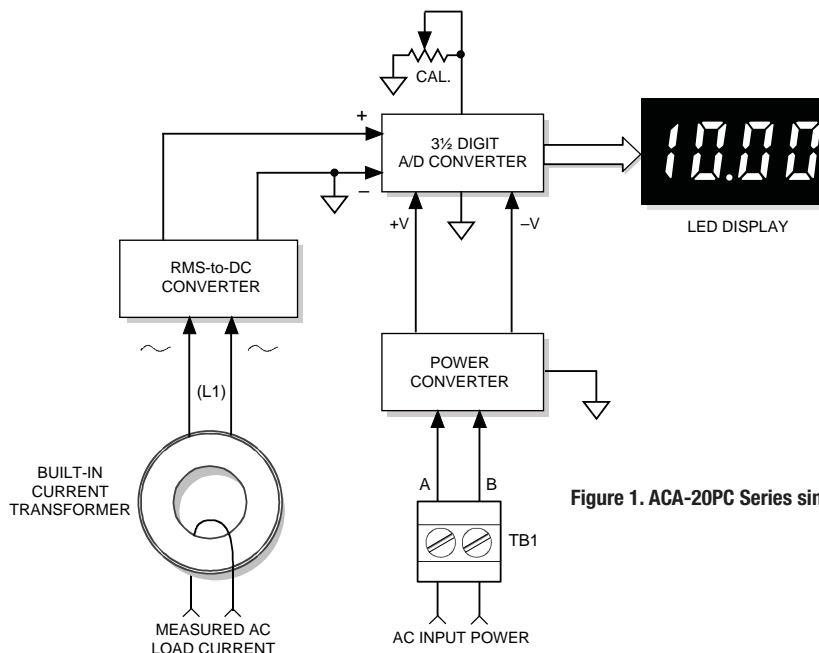 CAL.
+
3½ DIGIT
A/D CONVERTER
–
10.00
LED DISPLAY
+V
–V
RMS-to-DC
CONVERTER
POWER
CONVERTER
(L1)
BUILT-IN
CURRENT
TRANSFORMER
A
B
TB1
Figure 1. ACA-20PC Series
MEASURED AC
LOAD CURRENT
AC INPUT POWER